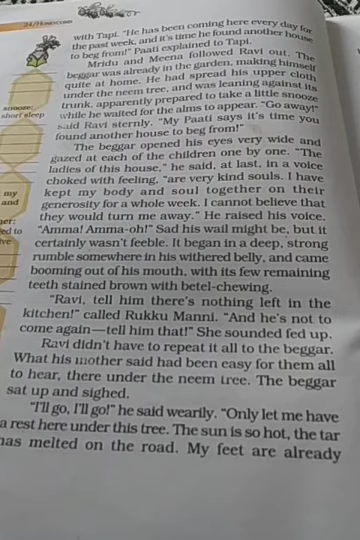 24/HONEYCOMB
with Tapi. "He has been coming here every day for
the past week, and it's time he found another house
to beg from!" Paati explained to Tapi.
Mridu and Meena followed Ravi out. The
beggar was already in the garden, making himself
quite at home. He had spread his upper cloth
under the neem tree, and was leaning against its
trunk, apparently prepared to take a little snooze
while he waited for the alms to appear. "Go away!"
said Ravi sternly. "My Paati says it's time you
found another house to beg from!"
The beggar opened his eyes very wide and
gazed at each of the children one by one. "The
ladies of this house," he said, at last, in a voice
choked with feeling, "are very kind souls. I have
kept my body and soul together on their
generosity for a whole week. I cannot believe that
they would turn me away." He raised his voice.
"Amma! Amma-oh!" Sad his wail might be, but it
certainly wasn't feeble. It began in a deep, strong
rumble somewhere in his withered belly, and came
booming out of his mouth, with its few remaining
teeth stained brown with betel-chewing.
"Ravi, tell him there's nothing left in the
kitchen!" called Rukku Manni. "And he's not to
come again—tell him that!" She sounded fed up.
Ravi didn't have to repeat it all to the beggar.
What his mother said had been easy for them all
to hear, there under the neem tree. The beggar
sat up and sighed.
"I'll go, I'll go!" he said wearily. "Only let me have
a rest here under this tree. The sun is so hot, the tar
has melted on the road. My feet are already
snooze:
short sleep
my
and
ed to